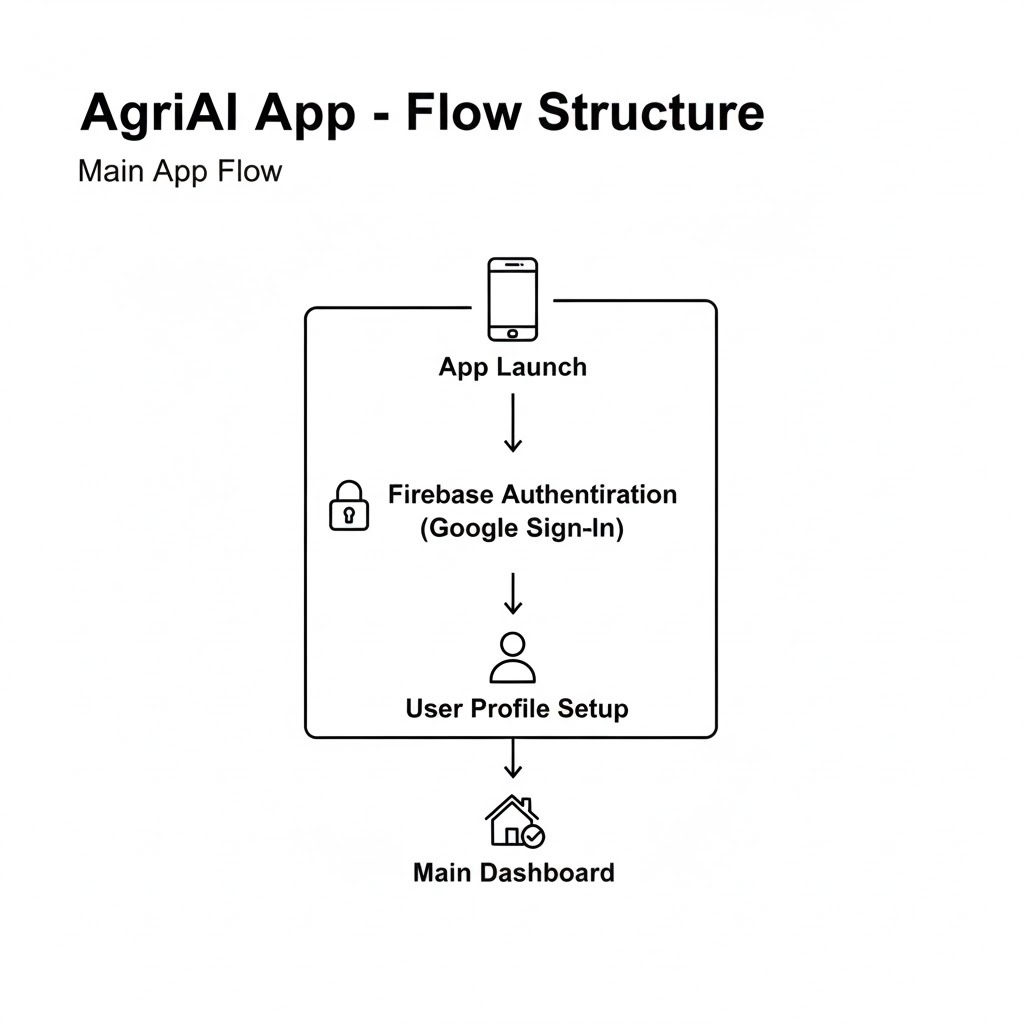 AgriAI App - Flow Structure
Main App Flow
App Launch
Firebase Authentiration
(Google Sign-In)
User Profile Setup
Main Dashboard